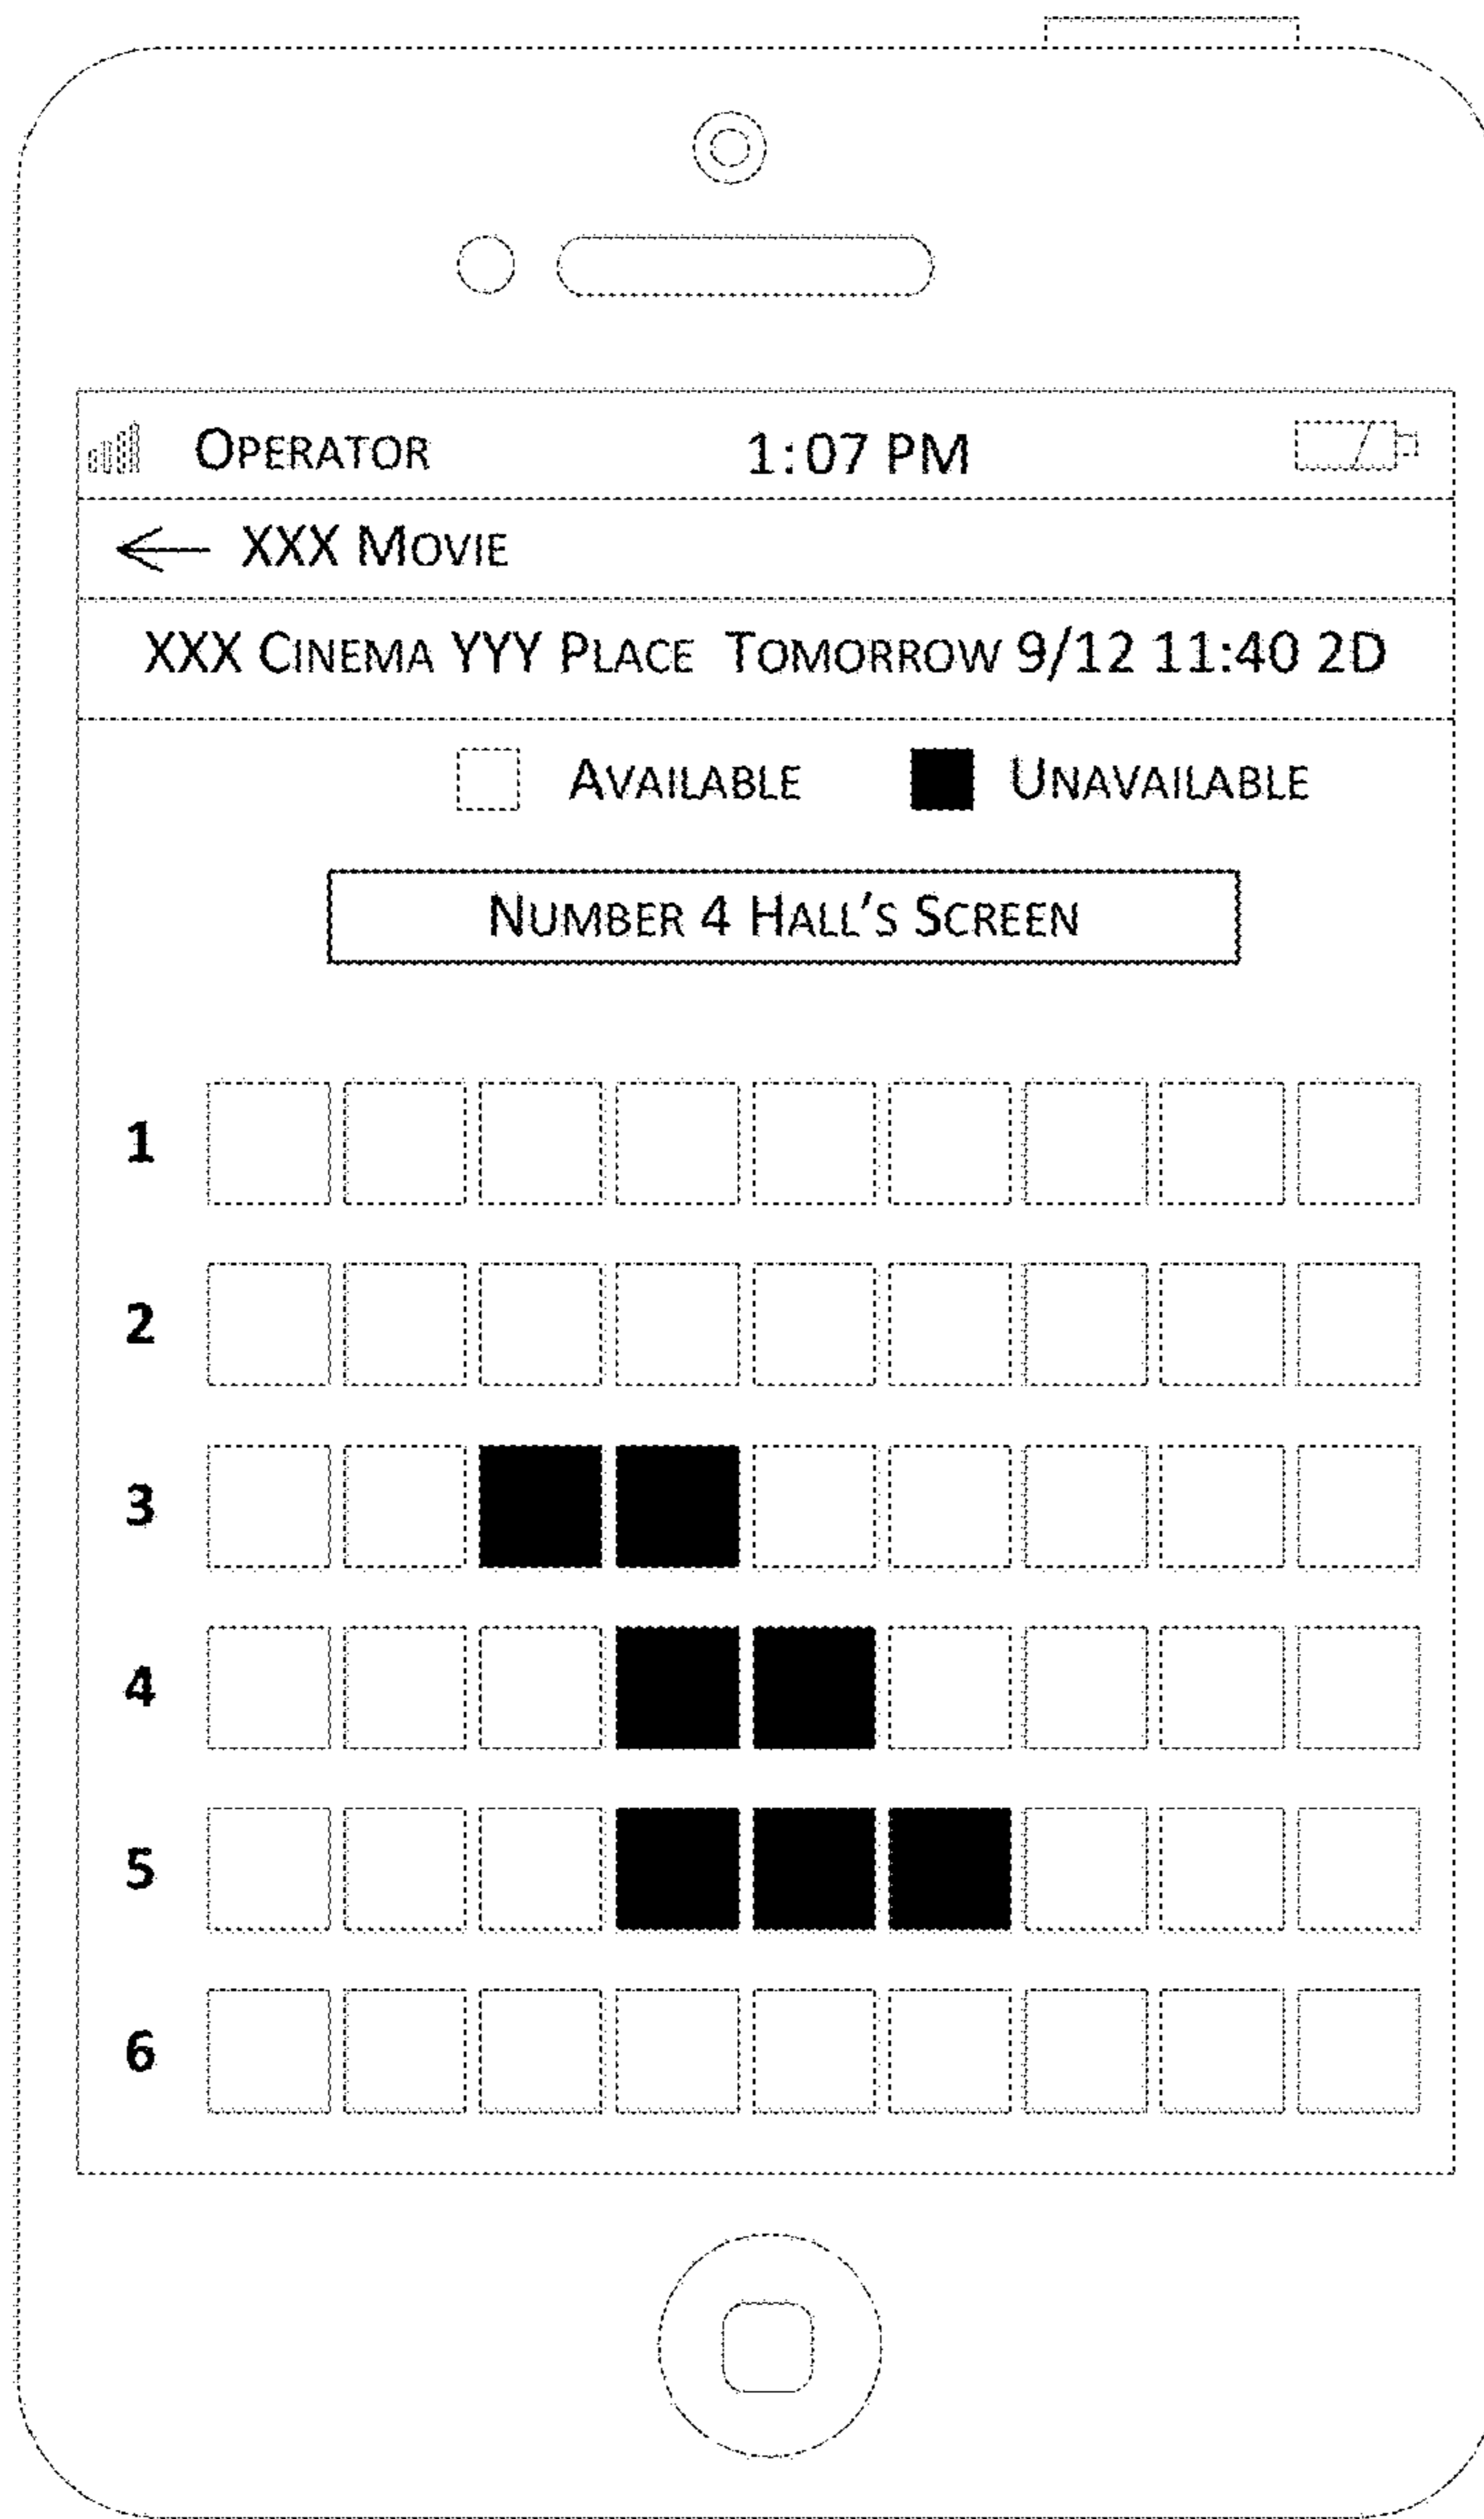 OPERATOR 1:07 PM
XXX MOVIE
XXX CINEMA YYY PLACE TOMORROW 9/12 11:40 2D
AVAILABLE UNAVAILABLE
NUMBER 4 HALL'S SCREEN
1
2
3
4
5
6